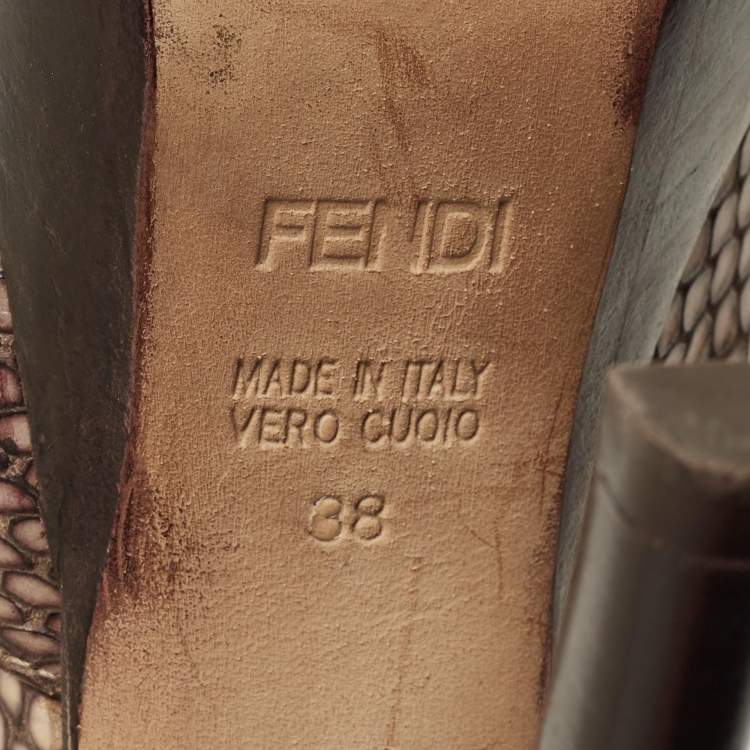 FENDI
MADE IN ITALY
VERO CUOIO
38